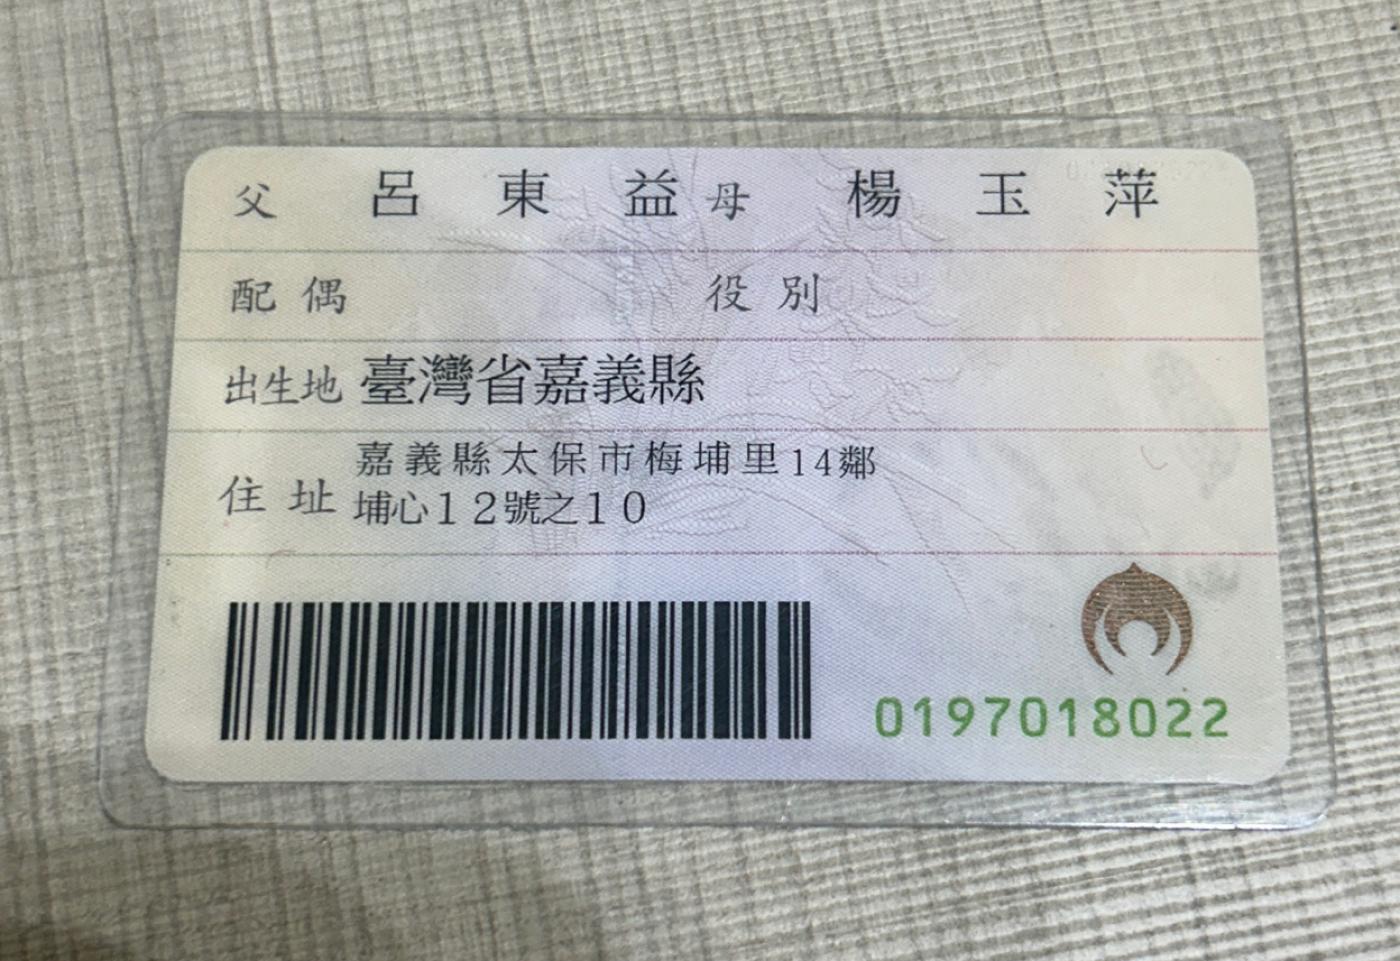 父 呂東益 母 楊玉萍
配偶 役別
出生地 臺灣省嘉義縣
住址 嘉義縣太保市梅埔里14鄰
埔心12號之10
0197018022